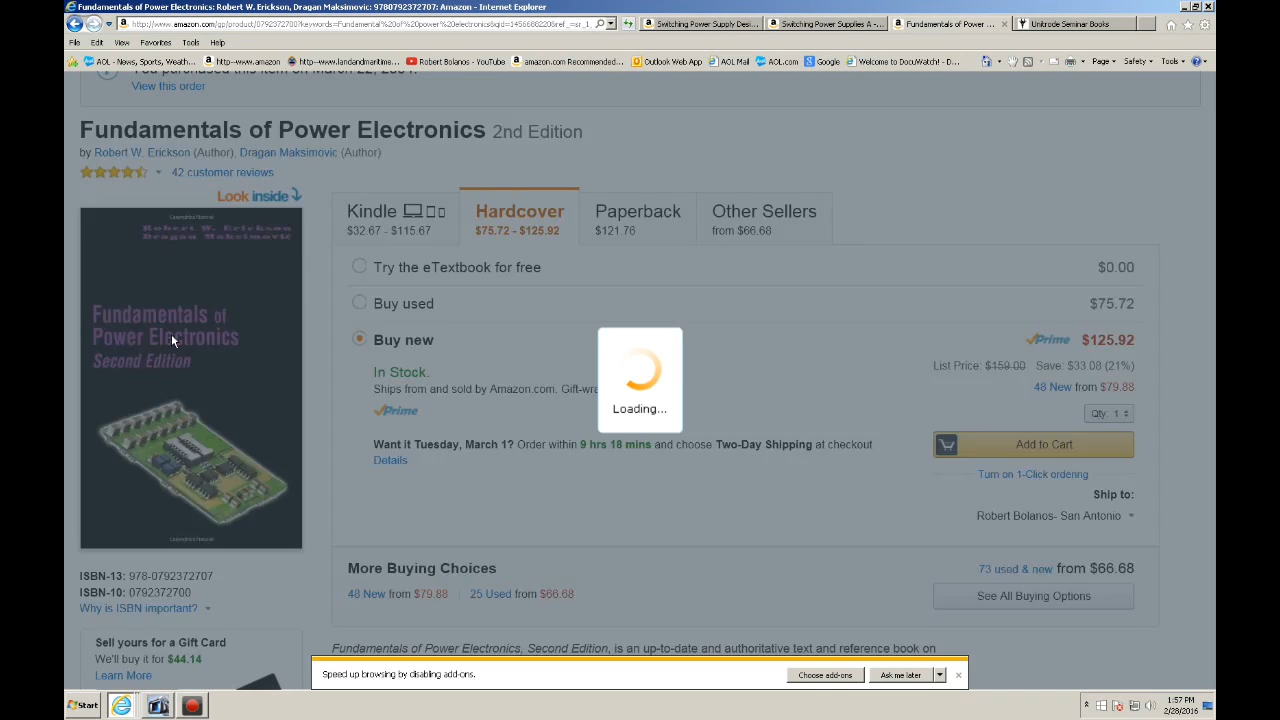 Fundamentals of Power Electronics: Robert W. Erickson, Dragan Maksimovic: 9780792372707: Amazon - Internet Explorer
Switching Power Supply Desi...
Switching Power Supplies A -...
Fundamentals of Power ...
Unitrode Seminar Books
File Edit View Favorites Tools Help
AOL - News, Sports, Weath...
http--www.amazon
http--www.landandmaritime...
Robert Bolanos - YouTube
amazon.com Recommended...
Outlook Web App
AOL Mail
AOL.com
Google
Welcome to DocuWatch! - D...
Page
Safety
Tools
View this order
Fundamentals of Power Electronics 2nd Edition
by Robert W. Erickson (Author), Dragan Maksimovic (Author)
42 customer reviews
Look inside
Kindle
$32.67 - $115.67
Hardcover
$75.72 - $125.92
Paperback
$121.76
Other Sellers
from $66.68
Robert W. Erickson
Dragan Maksimovic
Fundamentals of
Power Electronics
Second Edition
Try the eTextbook for free $0.00
Buy used $75.72
Buy new Prime $125.92
List Price: $159.00 Save: $33.08 (21%)
48 New from $79.88
Qty: 1
In Stock.
Ships from and sold by Amazon.com.
Prime
Loading...
Want it Tuesday, March 1? Order within 9 hrs 18 mins and choose Two-Day Shipping at checkout
Details
Add to Cart
Turn on 1-Click ordering
Ship to:
Robert Bolanos- San Antonio
More Buying Choices
48 New from $79.88 | 25 Used from $66.68
73 used & new from $66.68
See All Buying Options
ISBN-13: 978-0792372707
ISBN-10: 0792372700
Why is ISBN important?
Sell yours for a Gift Card
We'll buy it for $44.14
Learn More
Fundamentals of Power Electronics, Second Edition, is an up-to-date and authoritative text and reference book on
Speed up browsing by disabling add-ons.
Choose add-ons
Ask me later
Start
1:57 PM
2/28/2016